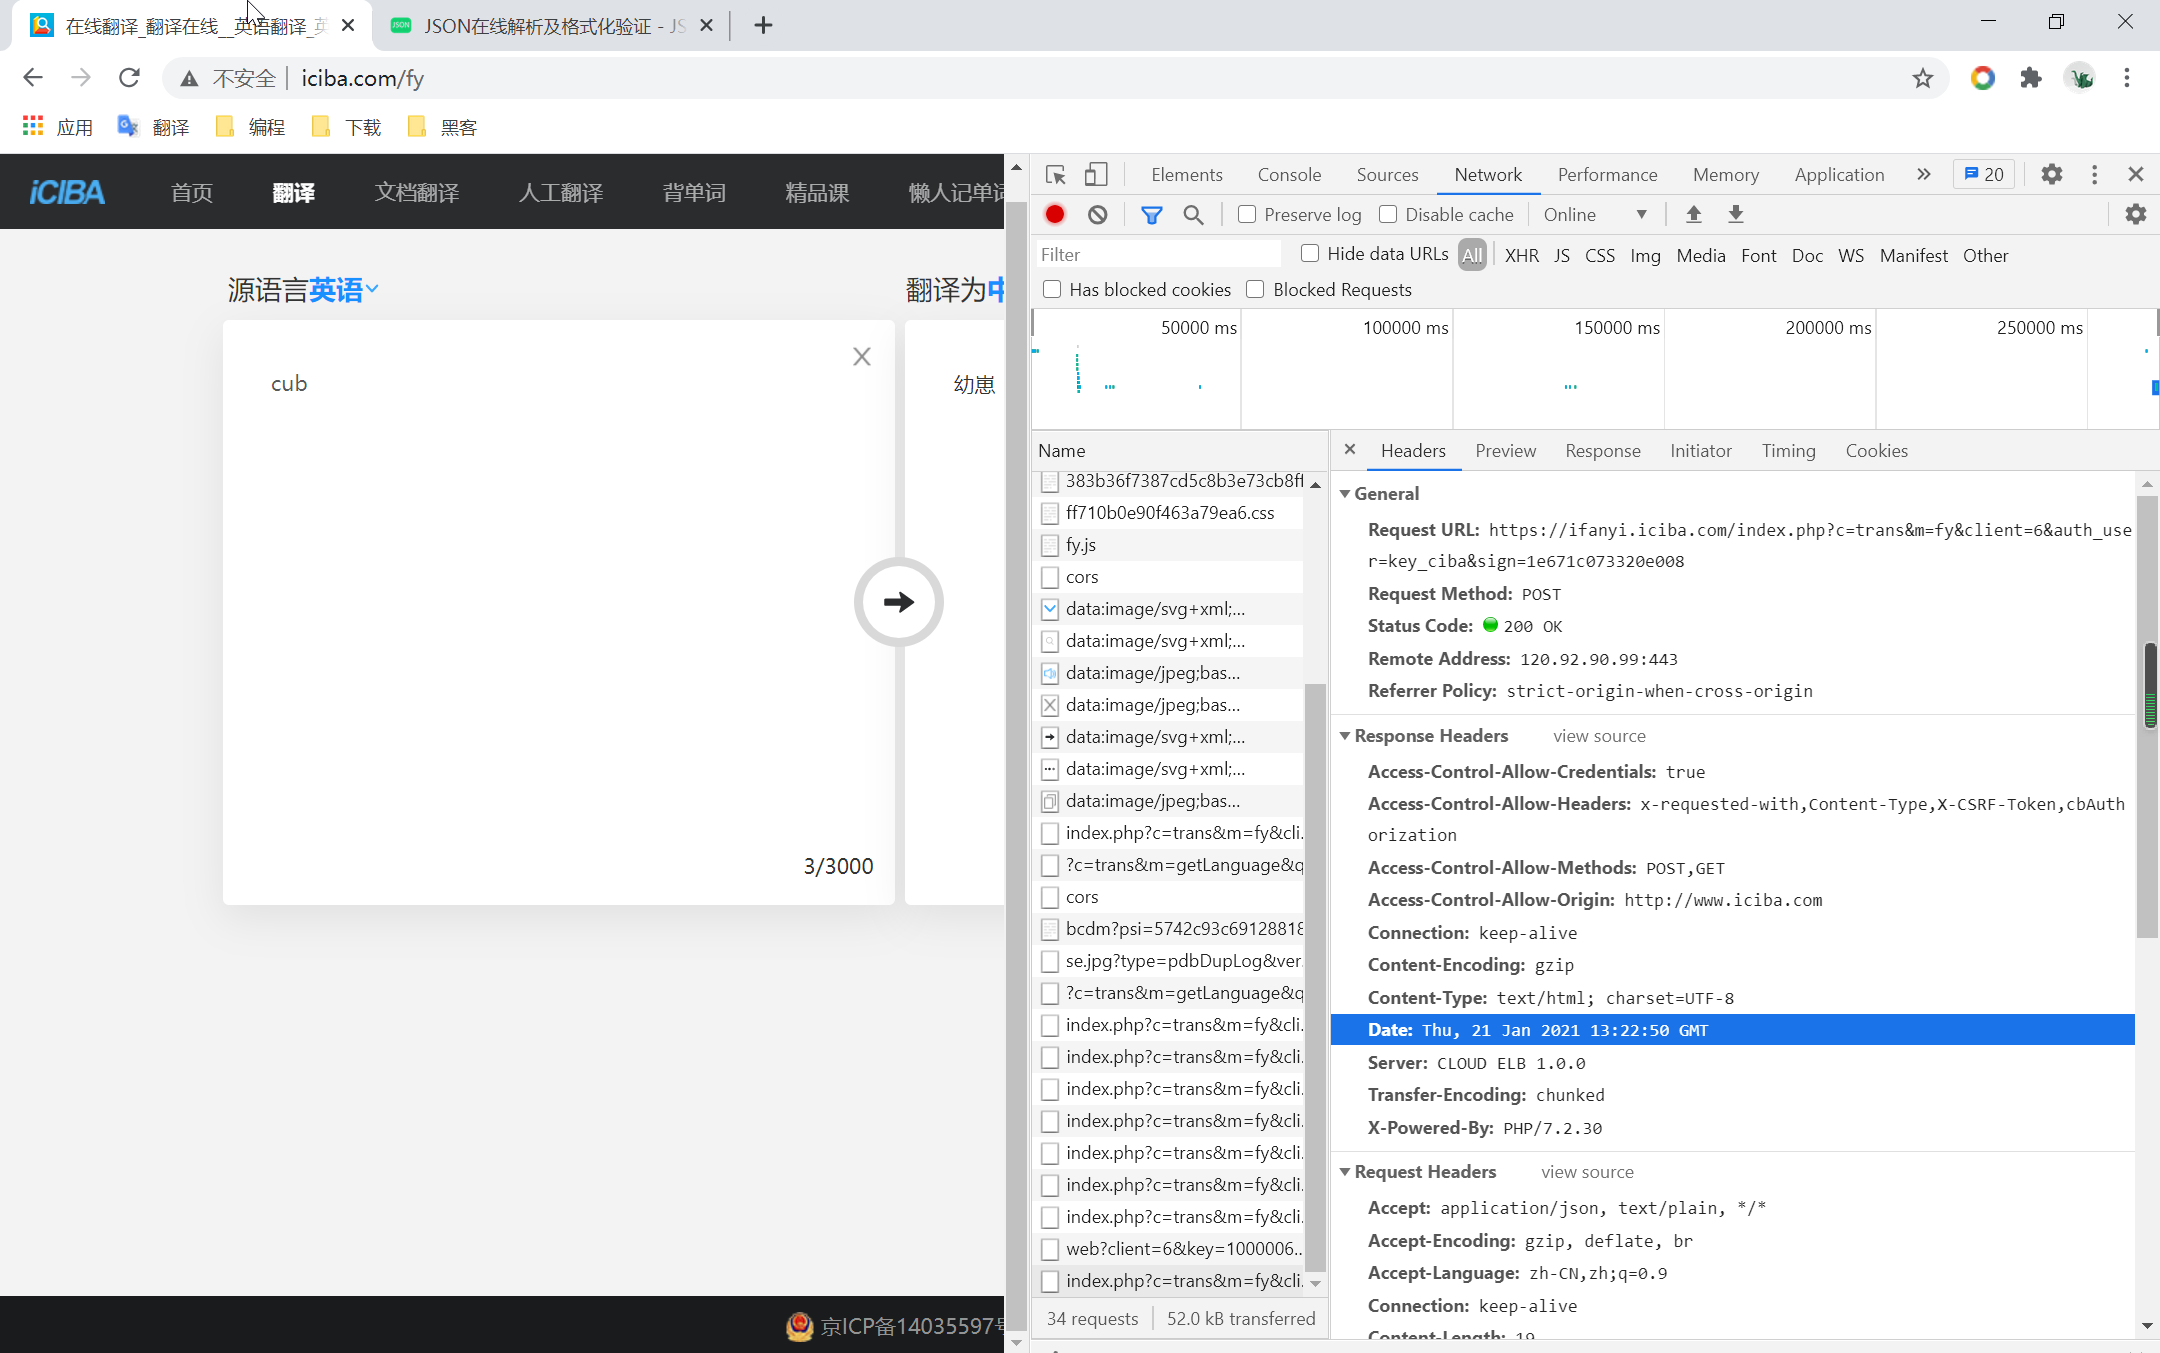 在线翻译_翻译在线__英语翻译_英
JSON在线解析及格式化验证 - JS
不安全 | iciba.com/fy
应用 翻译 编程 下载 黑客
iCIBA 首页 翻译 文档翻译 人工翻译 背单词 精品课 懒人记单词
源语言英语
翻译为中
cub
幼崽
3/3000
京ICP备14035597号
Elements Console Sources Network Performance Memory Application » 20
Preserve log Disable cache Online
Filter Hide data URLs All XHR JS CSS Img Media Font Doc WS Manifest Other
Has blocked cookies Blocked Requests
50000 ms 100000 ms 150000 ms 200000 ms 250000 ms
Name
383b36f7387cd5c8b3e73cb8ff
ff710b0e90f463a79ea6.css
fy.js
cors
data:image/svg+xml;...
data:image/svg+xml;...
data:image/jpeg;bas...
data:image/jpeg;bas...
data:image/svg+xml;...
data:image/svg+xml;...
data:image/jpeg;bas...
index.php?c=trans&m=fy&cli.
?c=trans&m=getLanguage&q
cors
bcdm?psi=5742c93c69128818
se.jpg?type=pdbDupLog&ver.
?c=trans&m=getLanguage&q
index.php?c=trans&m=fy&cli.
index.php?c=trans&m=fy&cli.
index.php?c=trans&m=fy&cli.
index.php?c=trans&m=fy&cli.
index.php?c=trans&m=fy&cli.
index.php?c=trans&m=fy&cli.
index.php?c=trans&m=fy&cli.
web?client=6&key=1000006...
index.php?c=trans&m=fy&cli.
34 requests 52.0 kB transferred
Headers Preview Response Initiator Timing Cookies
General
Request URL: https://ifanyi.iciba.com/index.php?c=trans&m=fy&client=6&auth_use
r=key_ciba&sign=1e671c073320e008
Request Method: POST
Status Code: 200 OK
Remote Address: 120.92.90.99:443
Referrer Policy: strict-origin-when-cross-origin
Response Headers view source
Access-Control-Allow-Credentials: true
Access-Control-Allow-Headers: x-requested-with,Content-Type,X-CSRF-Token,cbAuth
orization
Access-Control-Allow-Methods: POST,GET
Access-Control-Allow-Origin: http://www.iciba.com
Connection: keep-alive
Content-Encoding: gzip
Content-Type: text/html; charset=UTF-8
Date: Thu, 21 Jan 2021 13:22:50 GMT
Server: CLOUD ELB 1.0.0
Transfer-Encoding: chunked
X-Powered-By: PHP/7.2.30
Request Headers view source
Accept: application/json, text/plain, */*
Accept-Encoding: gzip, deflate, br
Accept-Language: zh-CN,zh;q=0.9
Connection: keep-alive
Content-Length: 19